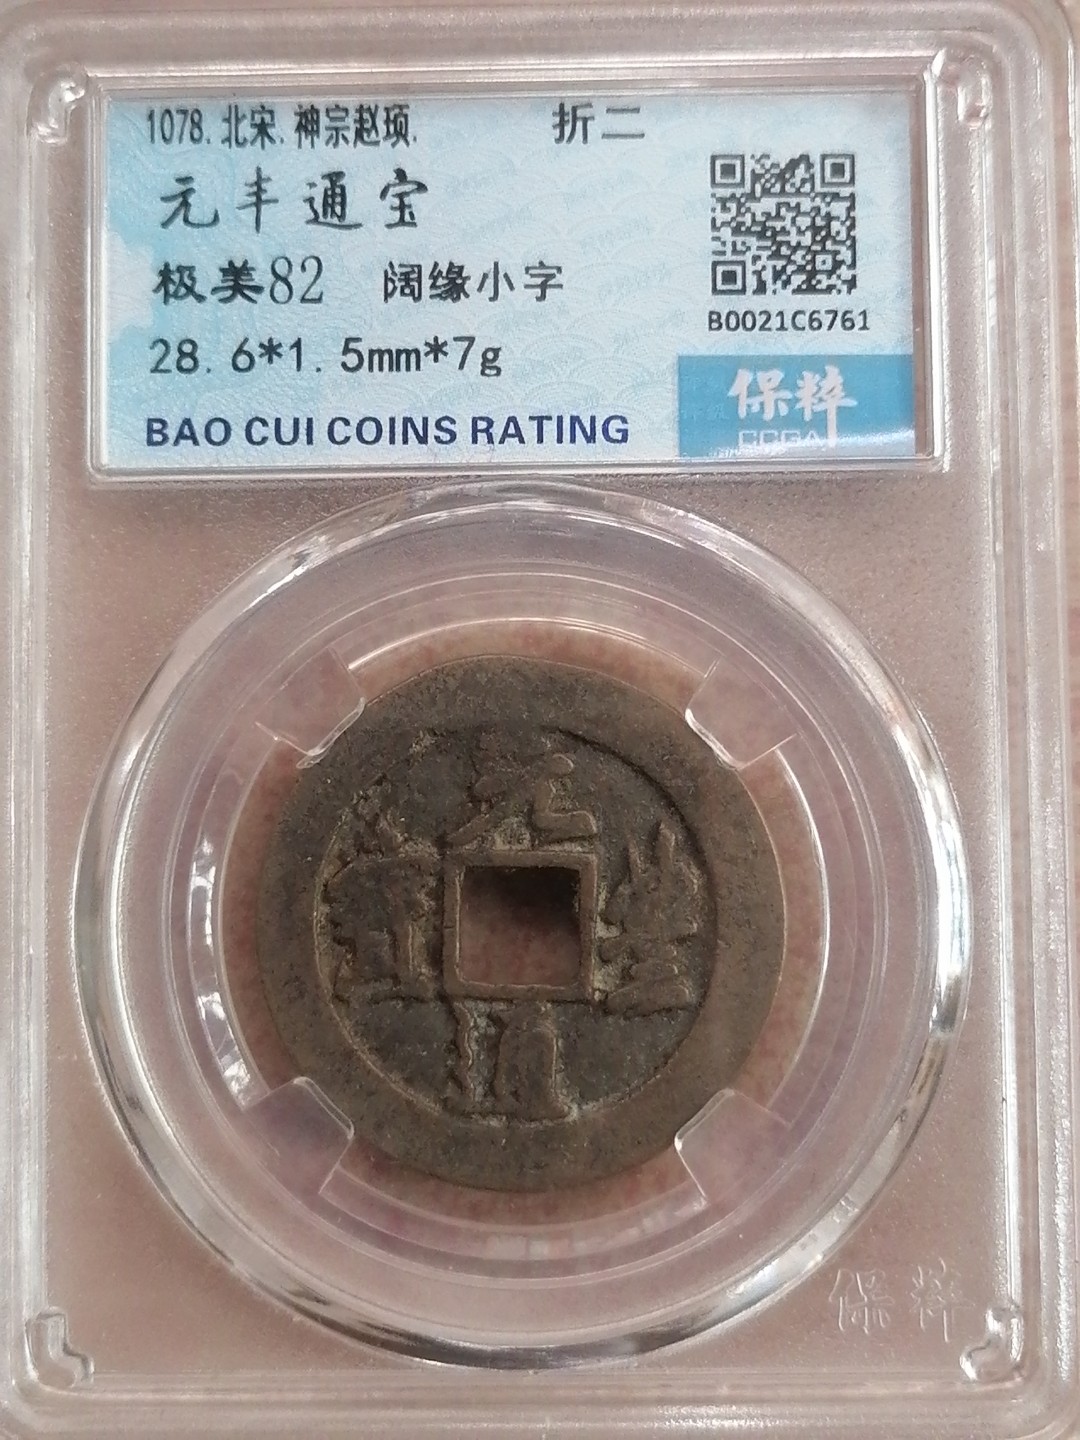 1078.北宋.神宗赵顼. 折二
元丰通宝
极美82 阔缘小字
28.6*1.5mm*7g
BAO CUI COINS RATING
B0021C6761
保粹
CCGA
元豐通寶
保粹